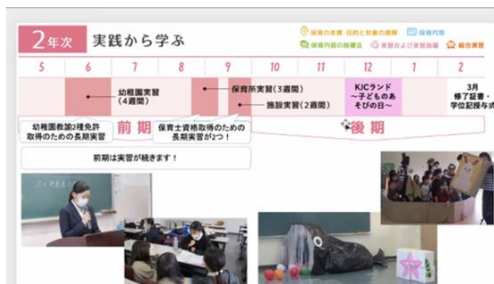 2年次 実践から学ぶ
保育の本質・目的と対象の理解 保育内容
保育内容の指導法 実習および実習指導 総合演習
5 6 7 8 9 10 11 12 1 2
幼稚園実習
(4週間)
保育所実習(3週間)
施設実習(2週間)
KJCランド
~子どものあ
そびの日~
3月
修了証書・
学位記授与式
幼稚園教諭2種免許
取得のための長期実習
前期
保育士資格取得のための
長期実習が2つ!
後期
前期は実習が続きます!